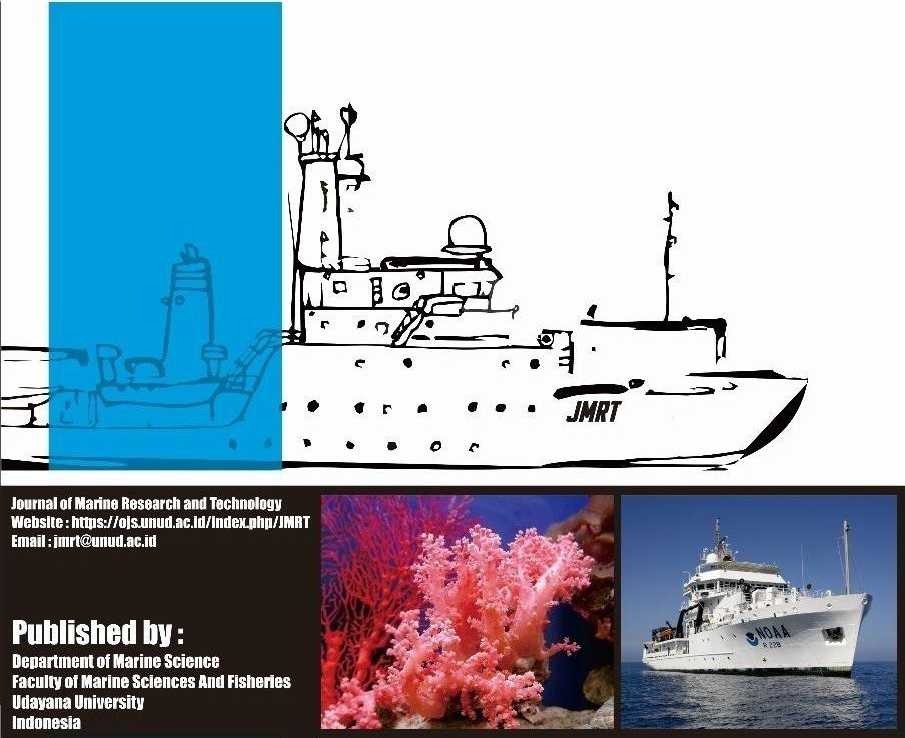 JMRT
Journal of Marine Research and Technology
Website : https://ojs.unud.ac.id/index.php/JMRT
Email : jmrt@unud.ac.id
Published by :
Department of Marine Science
Faculty of Marine Sciences And Fisheries
Udayana University
Indonesia
NOAA
R 228